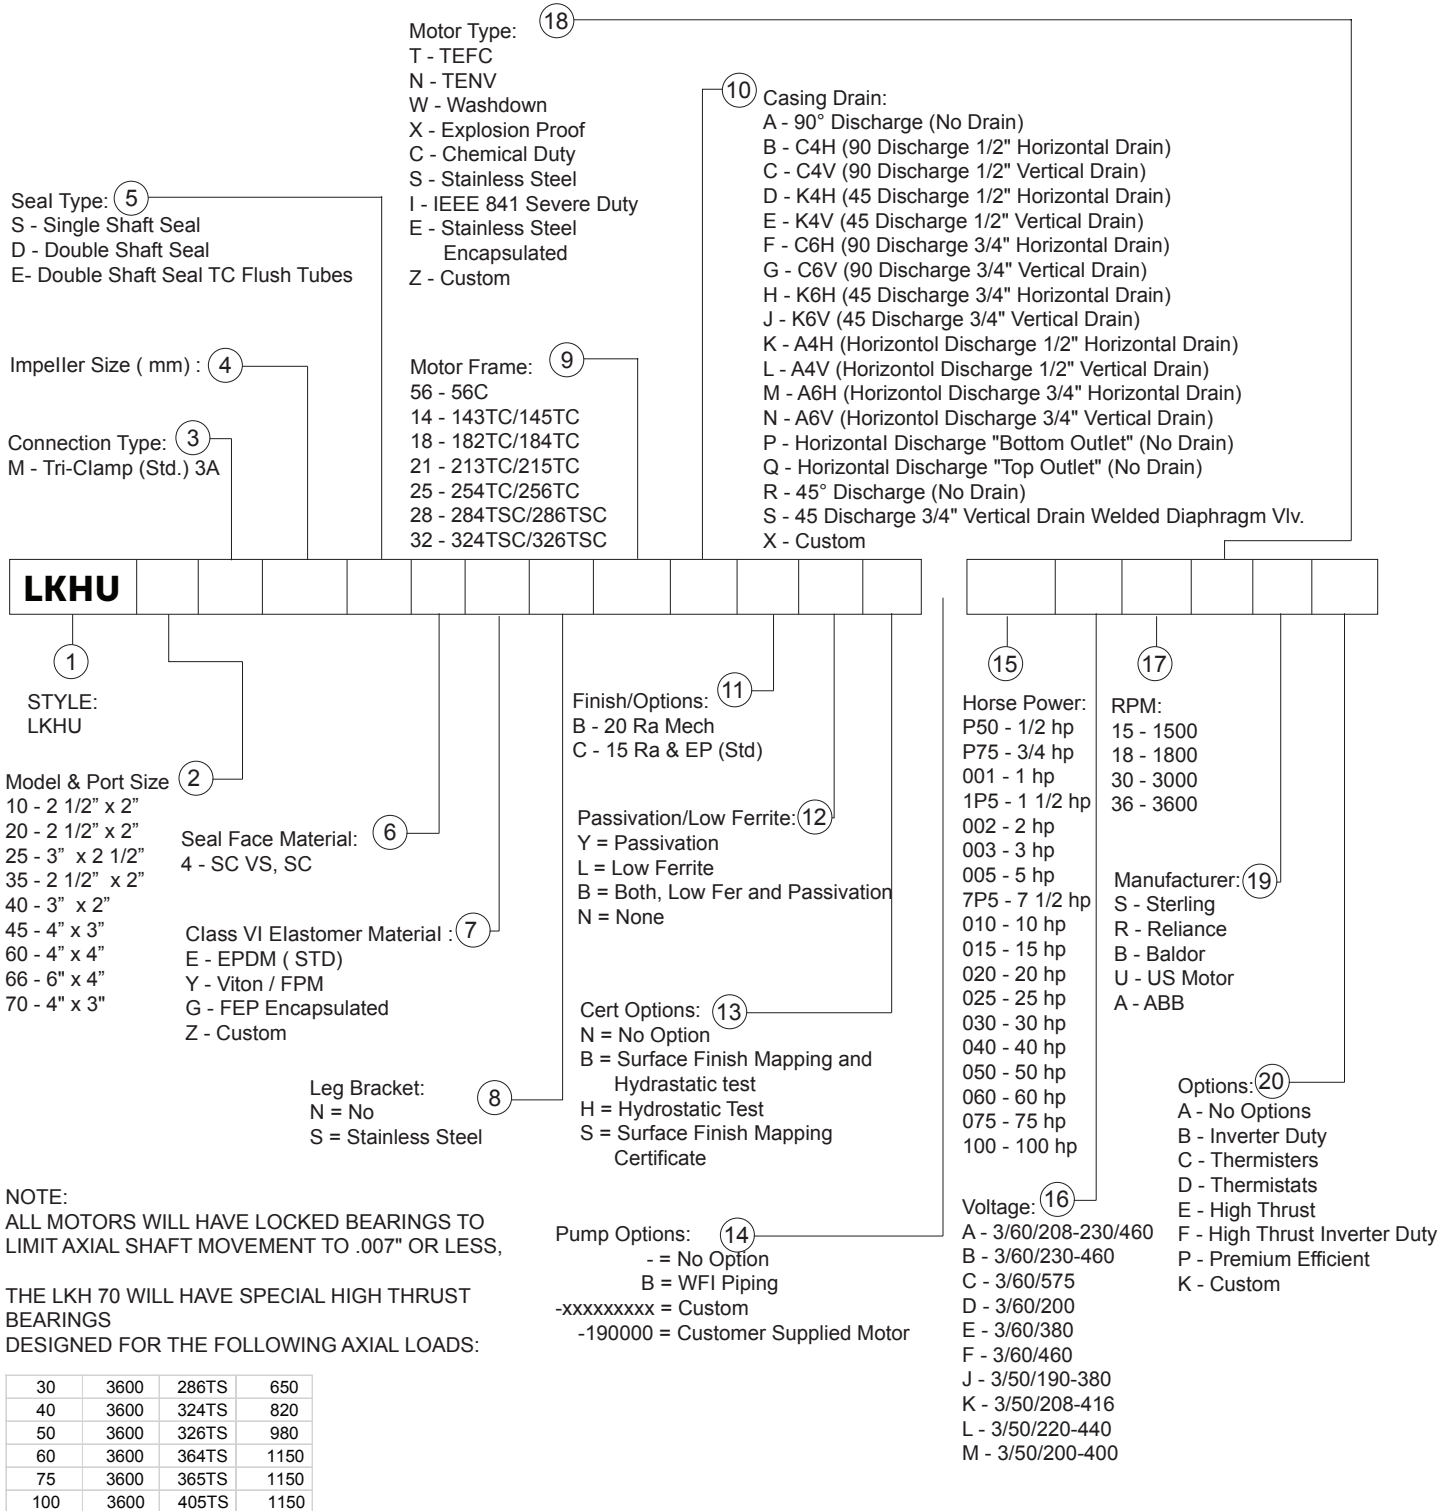 Motor Type: 18
T - TEFC
N - TENV
W - Washdown
X - Explosion Proof
C - Chemical Duty
S - Stainless Steel
I - IEEE 841 Severe Duty
E - Stainless Steel
Encapsulated
Z - Custom
10 Casing Drain:
A - 90° Discharge (No Drain)
B - C4H (90 Discharge 1/2" Horizontal Drain)
C - C4V (90 Discharge 1/2" Vertical Drain)
D - K4H (45 Discharge 1/2" Horizontal Drain)
E - K4V (45 Discharge 1/2" Vertical Drain)
F - C6H (90 Discharge 3/4" Horizontal Drain)
G - C6V (90 Discharge 3/4" Vertical Drain)
H - K6H (45 Discharge 3/4" Horizontal Drain)
J - K6V (45 Discharge 3/4" Vertical Drain)
K - A4H (Horizontol Discharge 1/2" Horizontal Drain)
L - A4V (Horizontol Discharge 1/2" Vertical Drain)
M - A6H (Horizontol Discharge 3/4" Horizontal Drain)
N - A6V (Horizontol Discharge 3/4" Vertical Drain)
P - Horizontal Discharge "Bottom Outlet" (No Drain)
Q - Horizontal Discharge "Top Outlet" (No Drain)
R - 45° Discharge (No Drain)
S - 45 Discharge 3/4" Vertical Drain Welded Diaphragm Vlv.
X - Custom
Seal Type: 5
S - Single Shaft Seal
D - Double Shaft Seal
E- Double Shaft Seal TC Flush Tubes
Impeller Size ( mm) : 4
Connection Type: 3
M - Tri-Clamp (Std.) 3A
Motor Frame: 9
56 - 56C
14 - 143TC/145TC
18 - 182TC/184TC
21 - 213TC/215TC
25 - 254TC/256TC
28 - 284TSC/286TSC
32 - 324TSC/326TSC
LKHU
1
STYLE:
LKHU
Model & Port Size 2
10 - 2 1/2” x 2”
20 - 2 1/2” x 2”
25 - 3” x 2 1/2”
35 - 2 1/2” x 2”
40 - 3” x 2”
45 - 4” x 3”
60 - 4” x 4”
66 - 6" x 4”
70 - 4" x 3"
Seal Face Material: 6
4 - SC VS, SC
Class VI Elastomer Material : 7
E - EPDM ( STD)
Y - Viton / FPM
G - FEP Encapsulated
Z - Custom
Leg Bracket: 8
N = No
S = Stainless Steel
Finish/Options: 11
B - 20 Ra Mech
C - 15 Ra & EP (Std)
Passivation/Low Ferrite: 12
Y = Passivation
L = Low Ferrite
B = Both, Low Fer and Passivation
N = None
Cert Options: 13
N = No Option
B = Surface Finish Mapping and
Hydrastatic test
H = Hydrostatic Test
S = Surface Finish Mapping
Certificate
Pump Options: 14
- = No Option
B = WFI Piping
-xxxxxxxxx = Custom
-190000 = Customer Supplied Motor
15
Horse Power:
P50 - 1/2 hp
P75 - 3/4 hp
001 - 1 hp
1P5 - 1 1/2 hp
002 - 2 hp
003 - 3 hp
005 - 5 hp
7P5 - 7 1/2 hp
010 - 10 hp
015 - 15 hp
020 - 20 hp
025 - 25 hp
030 - 30 hp
040 - 40 hp
050 - 50 hp
060 - 60 hp
075 - 75 hp
100 - 100 hp
Voltage: 16
A - 3/60/208-230/460
B - 3/60/230-460
C - 3/60/575
D - 3/60/200
E - 3/60/380
F - 3/60/460
J - 3/50/190-380
K - 3/50/208-416
L - 3/50/220-440
M - 3/50/200-400
17
RPM:
15 - 1500
18 - 1800
30 - 3000
36 - 3600
Manufacturer: 19
S - Sterling
R - Reliance
B - Baldor
U - US Motor
A - ABB
Options: 20
A - No Options
B - Inverter Duty
C - Thermisters
D - Thermistats
E - High Thrust
F - High Thrust Inverter Duty
P - Premium Efficient
K - Custom
NOTE:
ALL MOTORS WILL HAVE LOCKED BEARINGS TO
LIMIT AXIAL SHAFT MOVEMENT TO .007" OR LESS,
THE LKH 70 WILL HAVE SPECIAL HIGH THRUST
BEARINGS
DESIGNED FOR THE FOLLOWING AXIAL LOADS:
30 3600 286TS 650
40 3600 324TS 820
50 3600 326TS 980
60 3600 364TS 1150
75 3600 365TS 1150
100 3600 405TS 1150